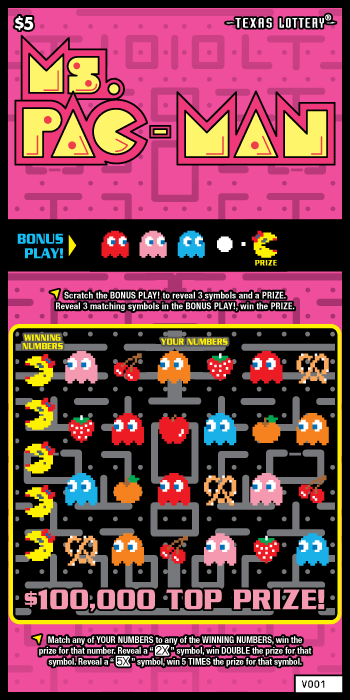 $5
TEXAS LOTTERY®
MS.
PAC-MAN
BONUS
PLAY!
PRIZE
Scratch the BONUS PLAY! to reveal 3 symbols and a PRIZE.
Reveal 3 matching symbols in the BONUS PLAY!, win the PRIZE.
WINNING
NUMBERS
YOUR NUMBERS
$100,000 TOP PRIZE!
Match any of YOUR NUMBERS to any of the WINNING NUMBERS, win the
prize for that number. Reveal a "2X" symbol, win DOUBLE the prize for that
symbol. Reveal a "5X" symbol, win 5 TIMES the prize for that symbol.
V001